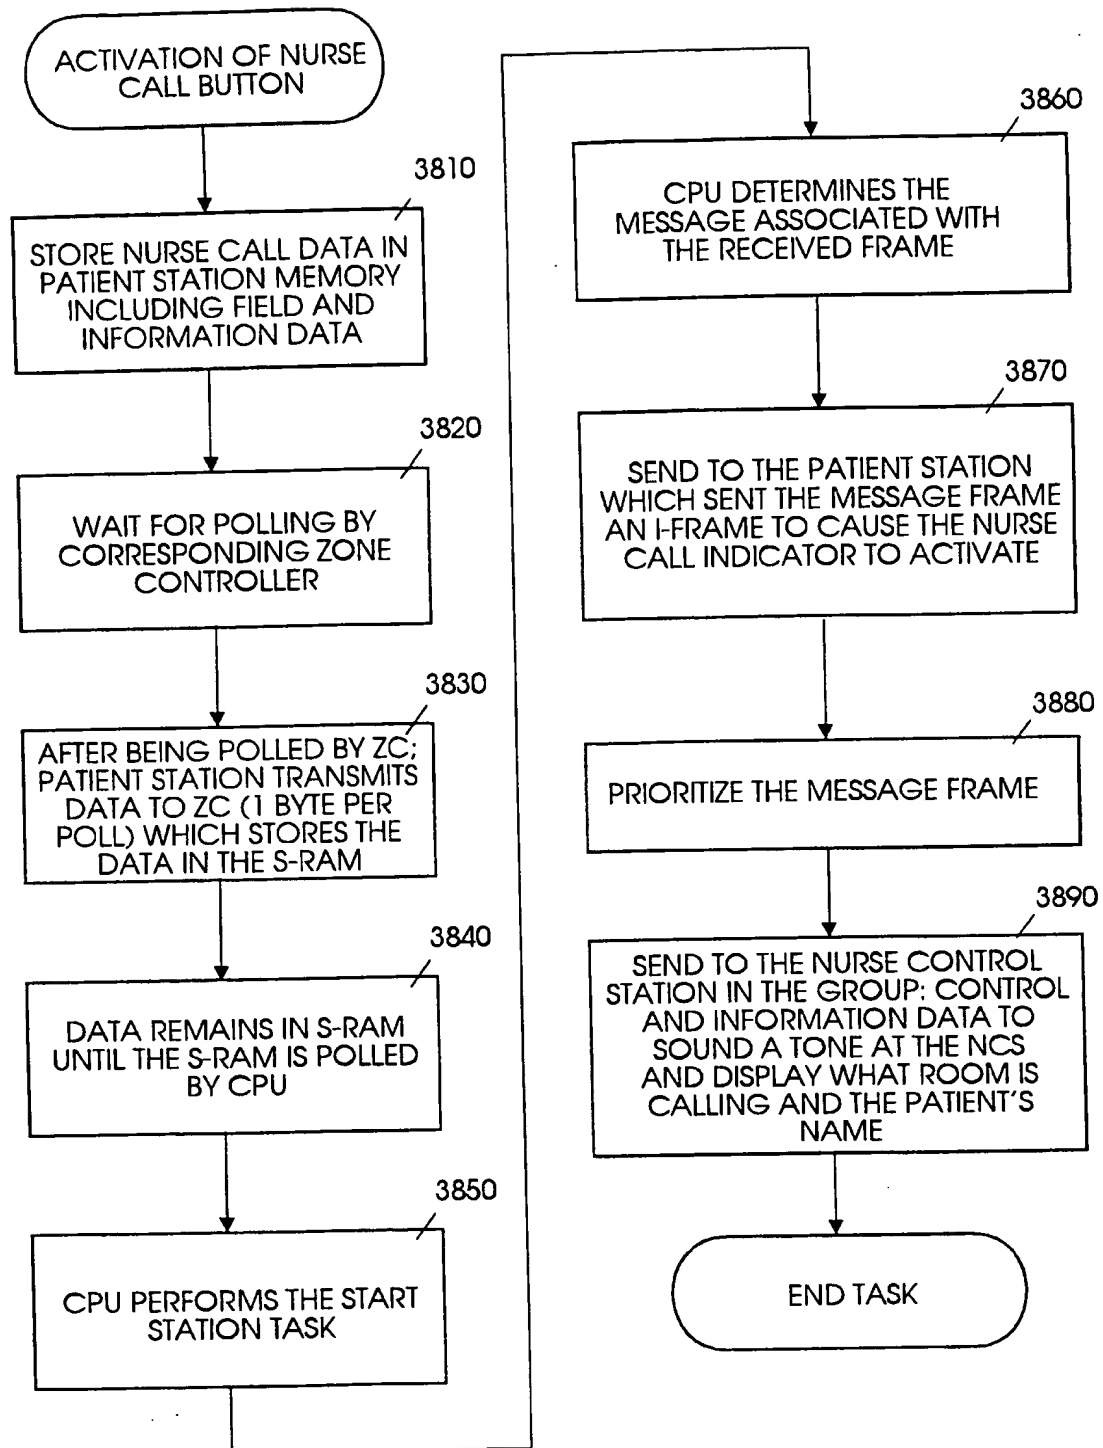 ACTIVATION OF NURSE
CALL BUTTON
3810
STORE NURSE CALL DATA IN
PATIENT STATION MEMORY
INCLUDING FIELD AND
INFORMATION DATA
3820
WAIT FOR POLLING BY
CORRESPONDING ZONE
CONTROLLER
3830
AFTER BEING POLLED BY ZC;
PATIENT STATION TRANSMITS
DATA TO ZC (1 BYTE PER
POLL) WHICH STORES THE
DATA IN THE S-RAM
3840
DATA REMAINS IN S-RAM
UNTIL THE S-RAM IS POLLED
BY CPU
3850
CPU PERFORMS THE START
STATION TASK
3860
CPU DETERMINES THE
MESSAGE ASSOCIATED WITH
THE RECEIVED FRAME
3870
SEND TO THE PATIENT STATION
WHICH SENT THE MESSAGE FRAME
AN I-FRAME TO CAUSE THE NURSE
CALL INDICATOR TO ACTIVATE
3880
PRIORITIZE THE MESSAGE FRAME
3890
SEND TO THE NURSE CONTROL
STATION IN THE GROUP: CONTROL
AND INFORMATION DATA TO
SOUND A TONE AT THE NCS
AND DISPLAY WHAT ROOM IS
CALLING AND THE PATIENT'S
NAME
END TASK